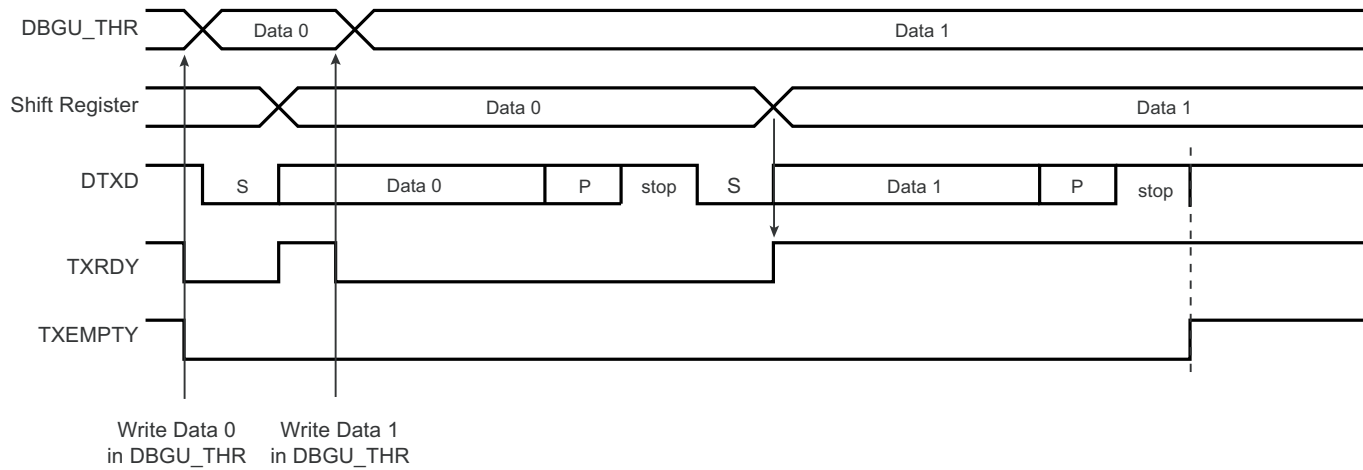 DBGU_THR
Data 0
Data 1
Shift Register
Data 0
Data 1
DTXD
S
Data 0
P
stop
S
Data 1
P
stop
TXRDY
TXEMPTY
Write Data 0
in DBGU_THR
Write Data 1
in DBGU_THR